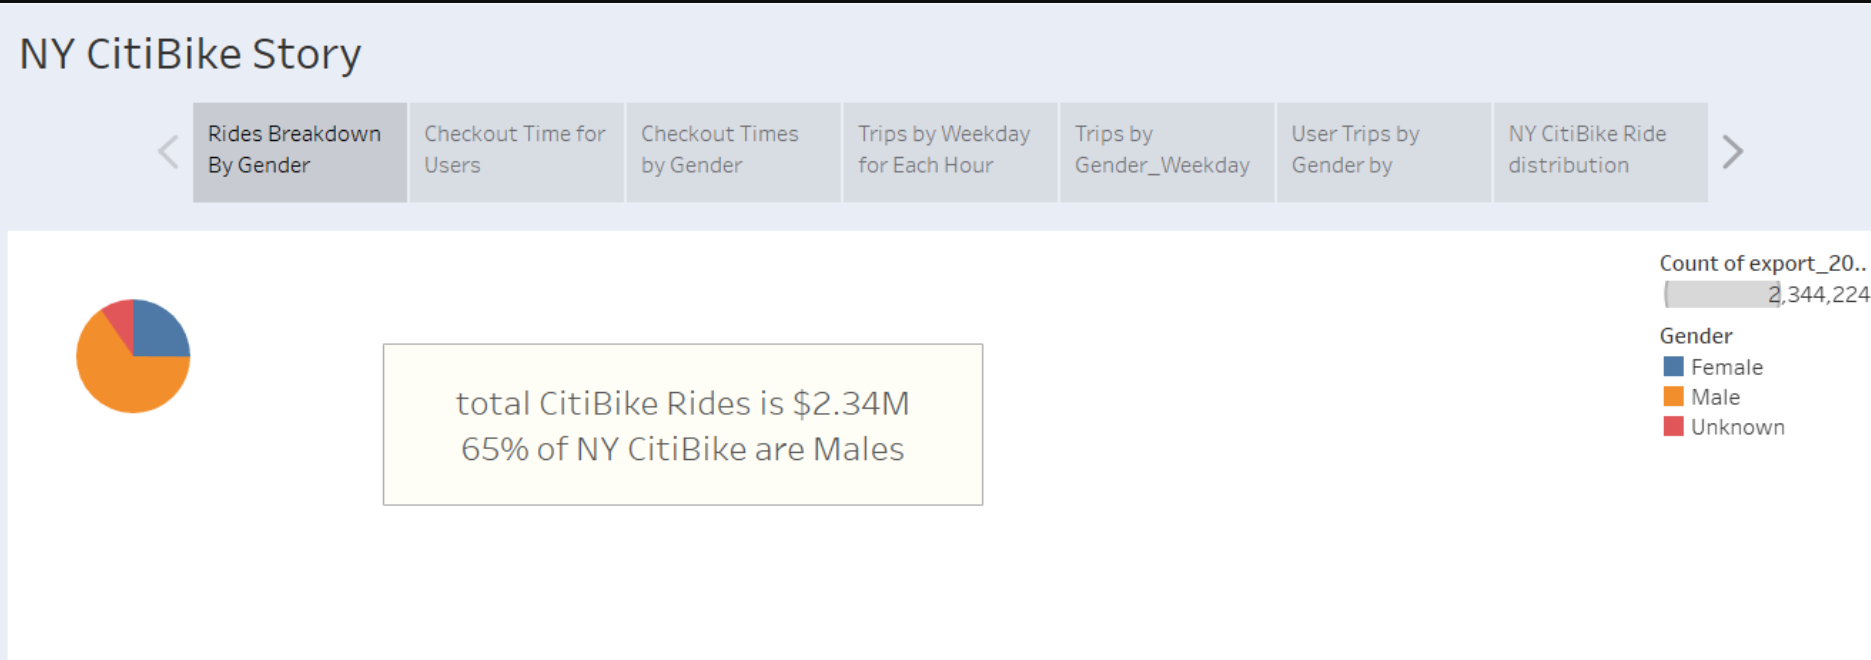 NY CitiBike Story
Rides Breakdown
By Gender
Checkout Time for
Users
Checkout Times
by Gender
Trips by Weekday
for Each Hour
Trips by
Gender_Weekday
User Trips by
Gender by
NY CitiBike Ride
distribution
total CitiBike Rides is $2.34M
65% of NY CitiBike are Males
Count of export_20..
2,344,224
Gender
Female
Male
Unknown